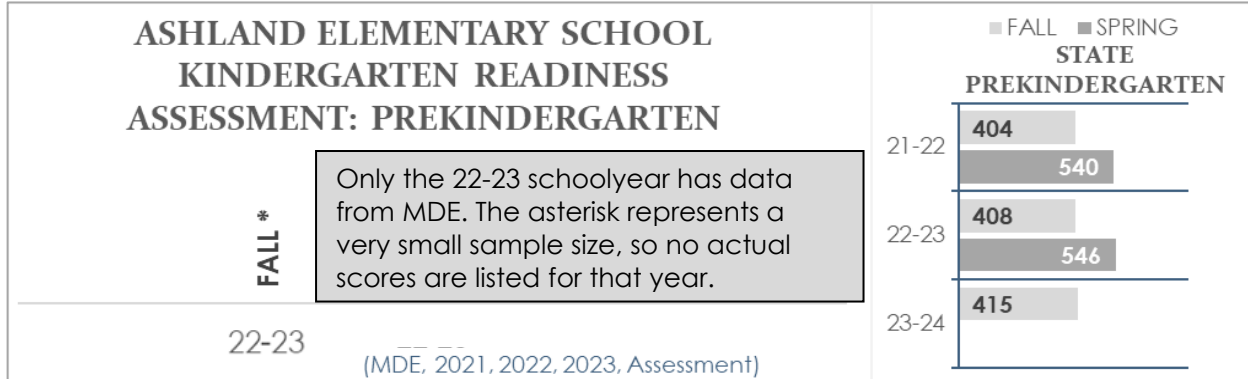 ASHLAND ELEMENTARY SCHOOL
KINDERGARTEN READINESS
ASSESSMENT: PREKINDERGARTEN
FALL *
Only the 22-23 schoolyear has data
from MDE. The asterisk represents a
very small sample size, so no actual
scores are listed for that year.
22-23
(MDE, 2021, 2022, 2023, Assessment)
FALL SPRING
STATE
PREKINDERGARTEN
21-22
404
540
22-23
408
546
23-24
415